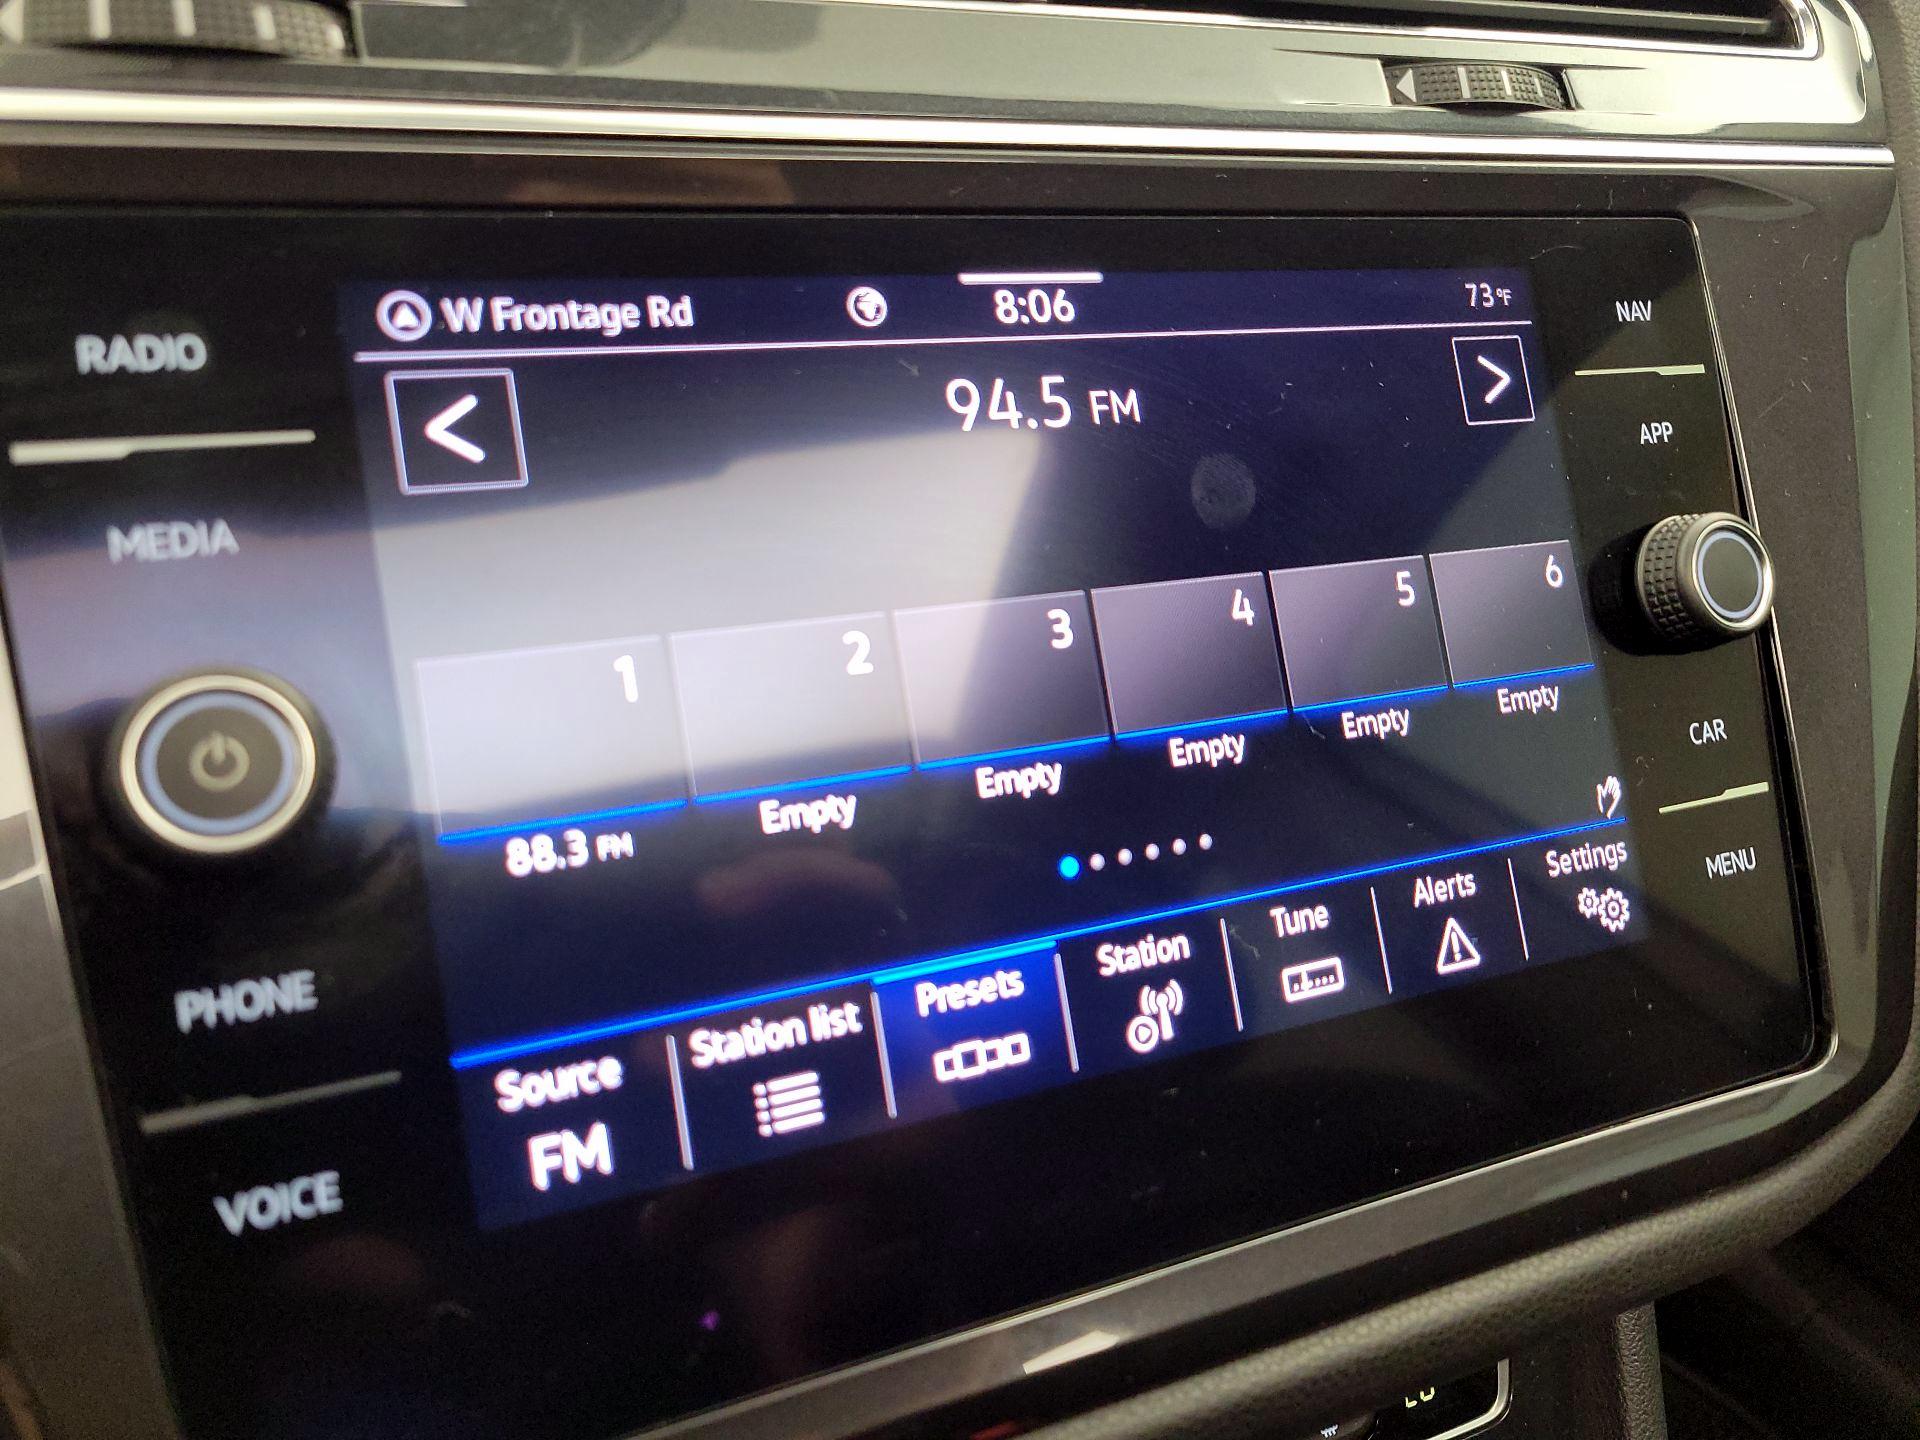 RADIO
MEDIA
PHONE
VOICE
W Frontage Rd
8:06
73°F
<
94.5 FM
>
1
2
3
4
5
6
88.3 FM
Empty
Empty
Empty
Empty
Empty
Source
FM
Station list
Presets
Station
Tune
Alerts
Settings
NAV
APP
CAR
MENU